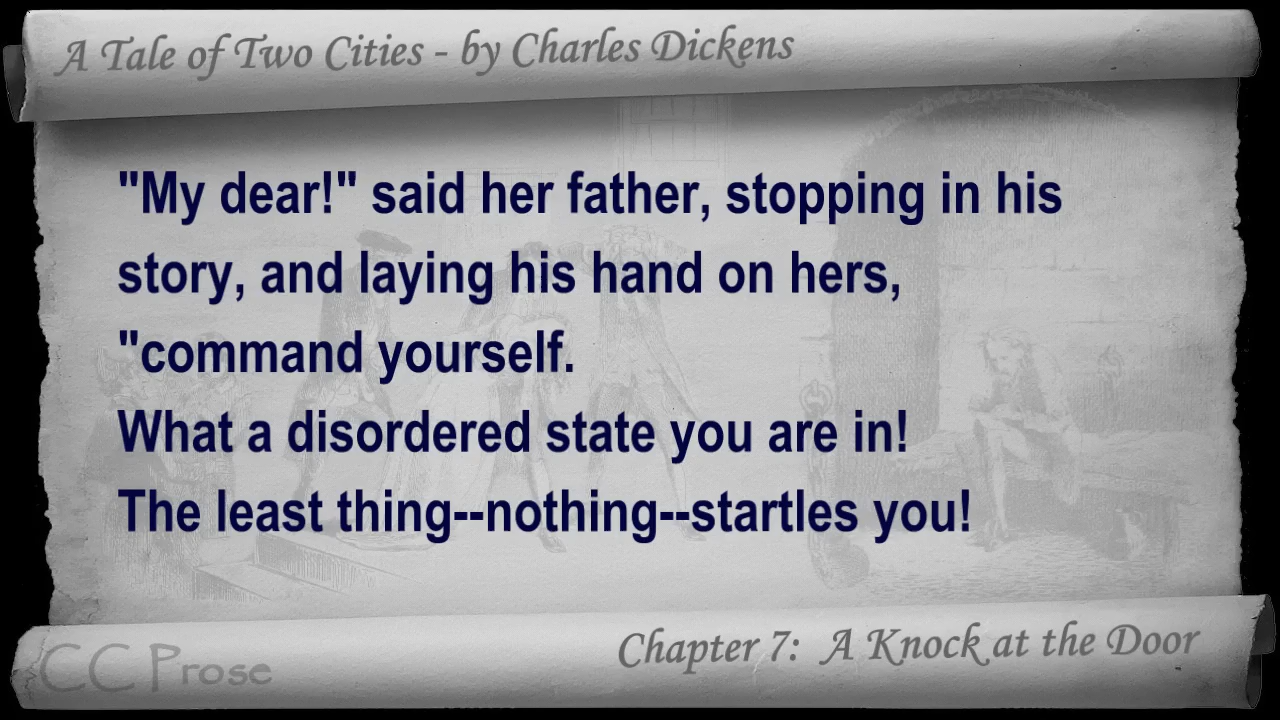 A Tale of Two Cities - by Charles Dickens
"My dear!" said her father, stopping in his
story, and laying his hand on hers,
"command yourself.
What a disordered state you are in!
The least thing--nothing--startles you!
Chapter 7: A Knock at the Door
CC Prose